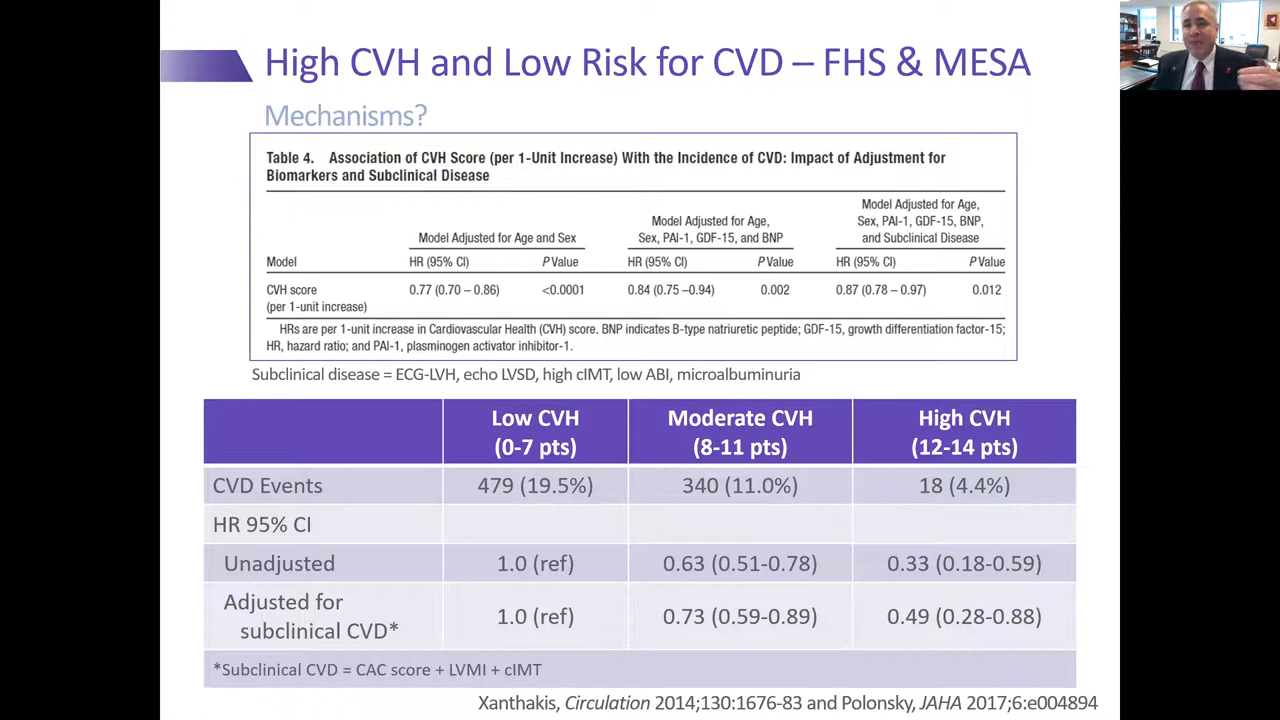 High CVH and Low Risk for CVD – FHS & MESA
Mechanisms?
Table 4. Association of CVH Score (per 1-Unit Increase) With the Incidence of CVD: Impact of Adjustment for
Biomarkers and Subclinical Disease
Model Adjusted for Age and Sex
Model Adjusted for Age,
Sex, PAI-1, GDF-15, and BNP
Model Adjusted for Age,
Sex, PAI-1, GDF-15, BNP,
and Subclinical Disease
Model HR (95% CI) P Value HR (95% CI) P Value HR (95% CI) P Value
CVH score 0.77 (0.70 – 0.86) <0.0001 0.84 (0.75 –0.94) 0.002 0.87 (0.78 – 0.97) 0.012
(per 1-unit increase)
HRs are per 1-unit increase in Cardiovascular Health (CVH) score. BNP indicates B-type natriuretic peptide; GDF-15, growth differentiation factor-15;
HR, hazard ratio; and PAI-1, plasminogen activator inhibitor-1.
Subclinical disease = ECG-LVH, echo LVSD, high cIMT, low ABI, microalbuminuria
Low CVH Moderate CVH High CVH
(0-7 pts) (8-11 pts) (12-14 pts)
CVD Events 479 (19.5%) 340 (11.0%) 18 (4.4%)
HR 95% CI
Unadjusted 1.0 (ref) 0.63 (0.51-0.78) 0.33 (0.18-0.59)
Adjusted for
subclinical CVD* 1.0 (ref) 0.73 (0.59-0.89) 0.49 (0.28-0.88)
*Subclinical CVD = CAC score + LVMI + cIMT
Xanthakis, Circulation 2014;130:1676-83 and Polonsky, JAHA 2017;6:e004894